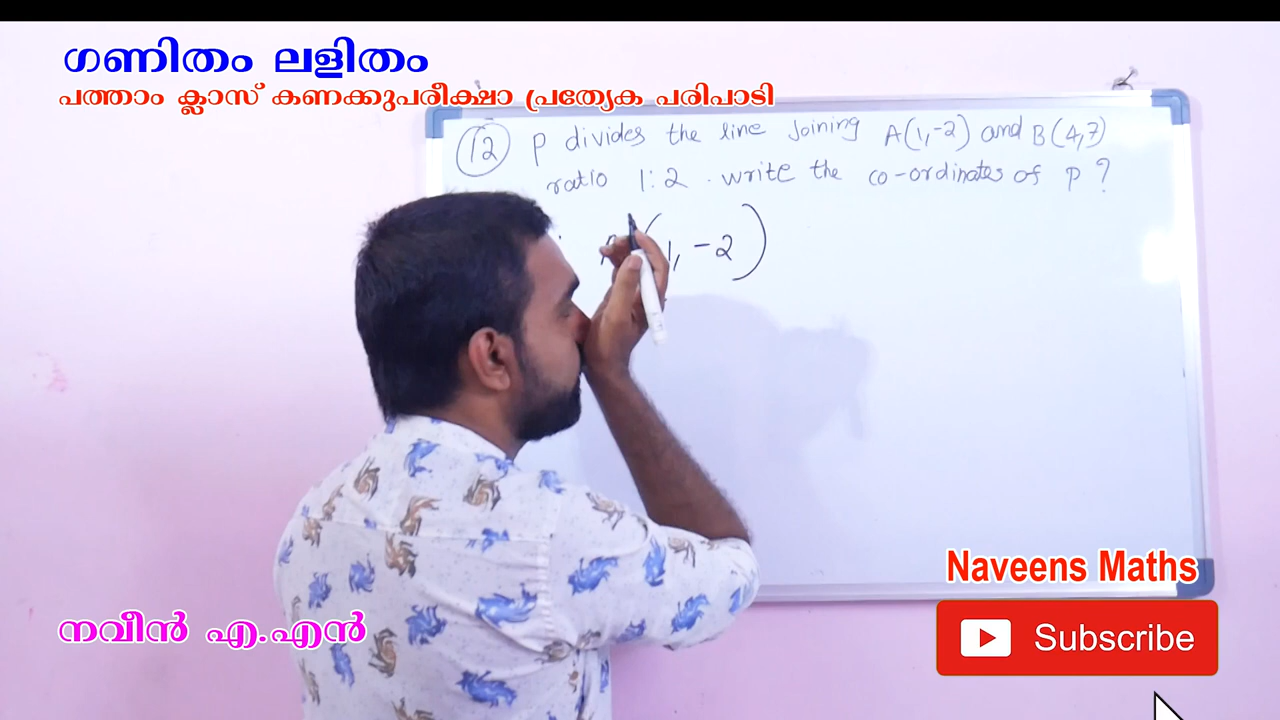 ഗണിതം ലളിതം
പത്താം ക്ലാസ് കണക്കുപരീക്ഷാ പ്രത്യേക പരിപാടി
12 P divides the line joining A(1,-2) and B(4,7)
ratio 1:2 . write the co-ordinates of P ?
(1, -2)
Naveens Maths
നവീൻ എ.എൻ
Subscribe